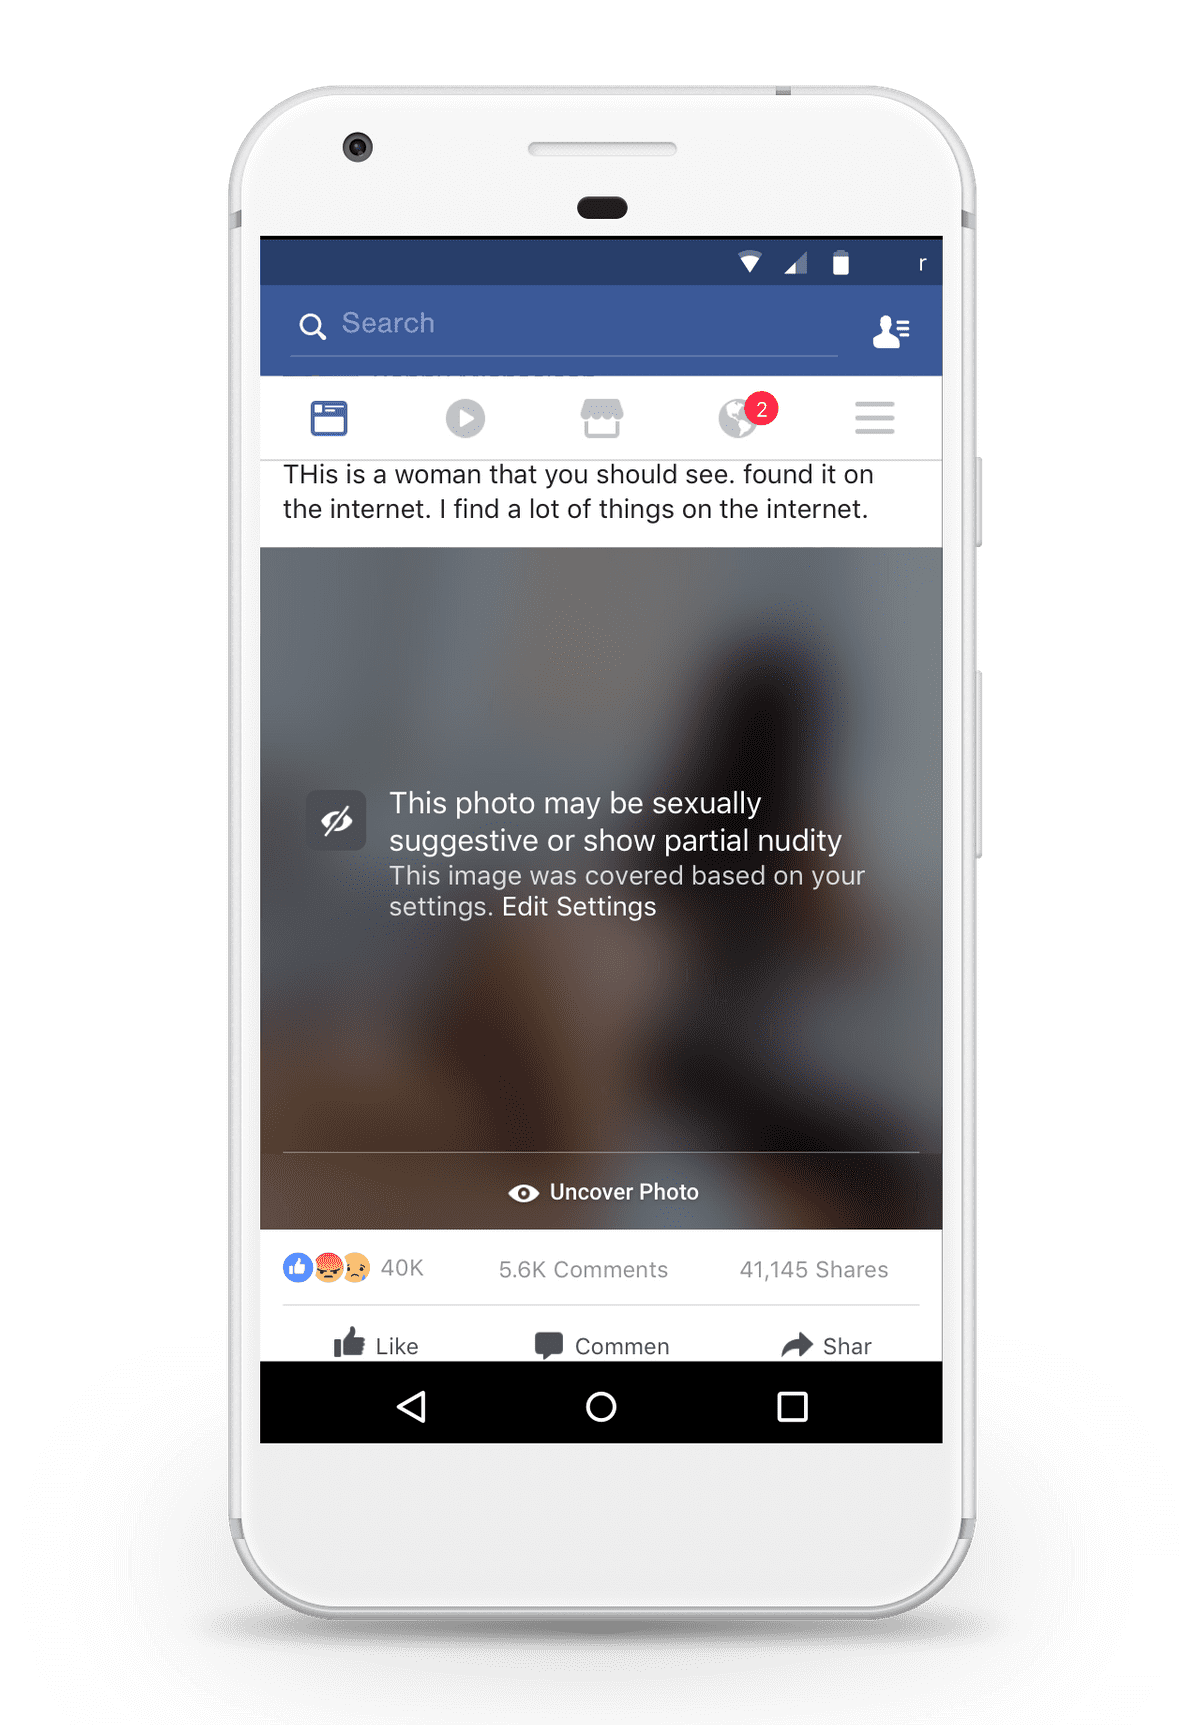 r
Search
2
THis is a woman that you should see. found it on
the internet. I find a lot of things on the internet.
This photo may be sexually
suggestive or show partial nudity
This image was covered based on your
settings. Edit Settings
Uncover Photo
40K 5.6K Comments 41,145 Shares
Like Commen Shar